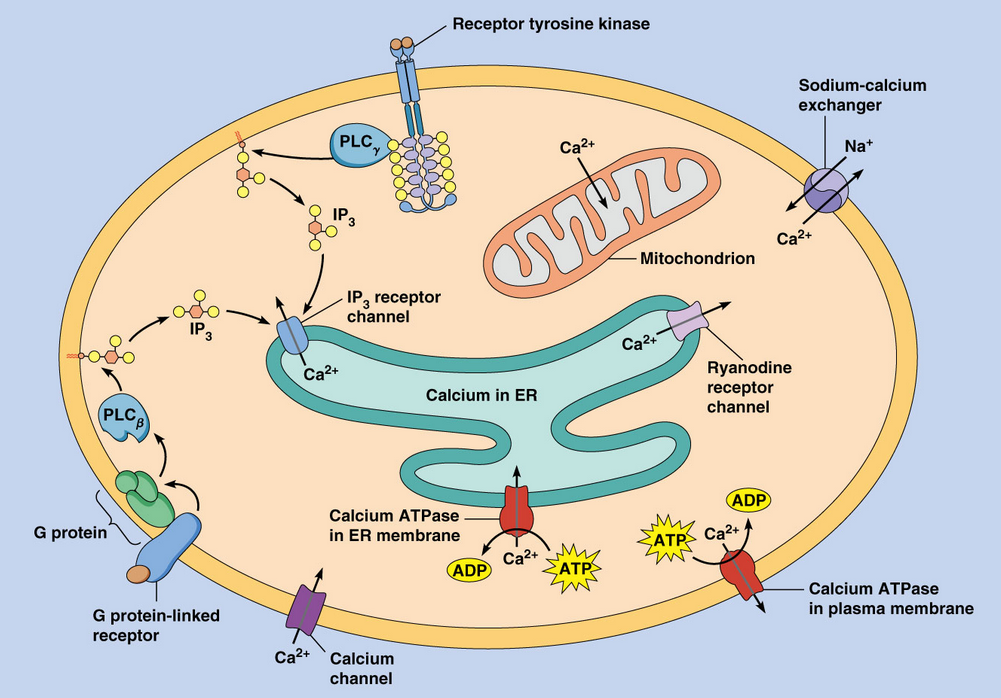 Receptor tyrosine kinase
Sodium-calcium
exchanger
PLCγ
Ca²⁺
Na⁺
IP₃
Ca²⁺
Mitochondrion
IP₃ receptor
channel
IP₃
Ca²⁺
Ca²⁺
Ryanodine
receptor
channel
Calcium in ER
PLCβ
G protein
Calcium ATPase
in ER membrane
ADP
Ca²⁺
ATP
ADP
ATP
Ca²⁺
Calcium ATPase
in plasma membrane
G protein-linked
receptor
Ca²⁺
Calcium
channel